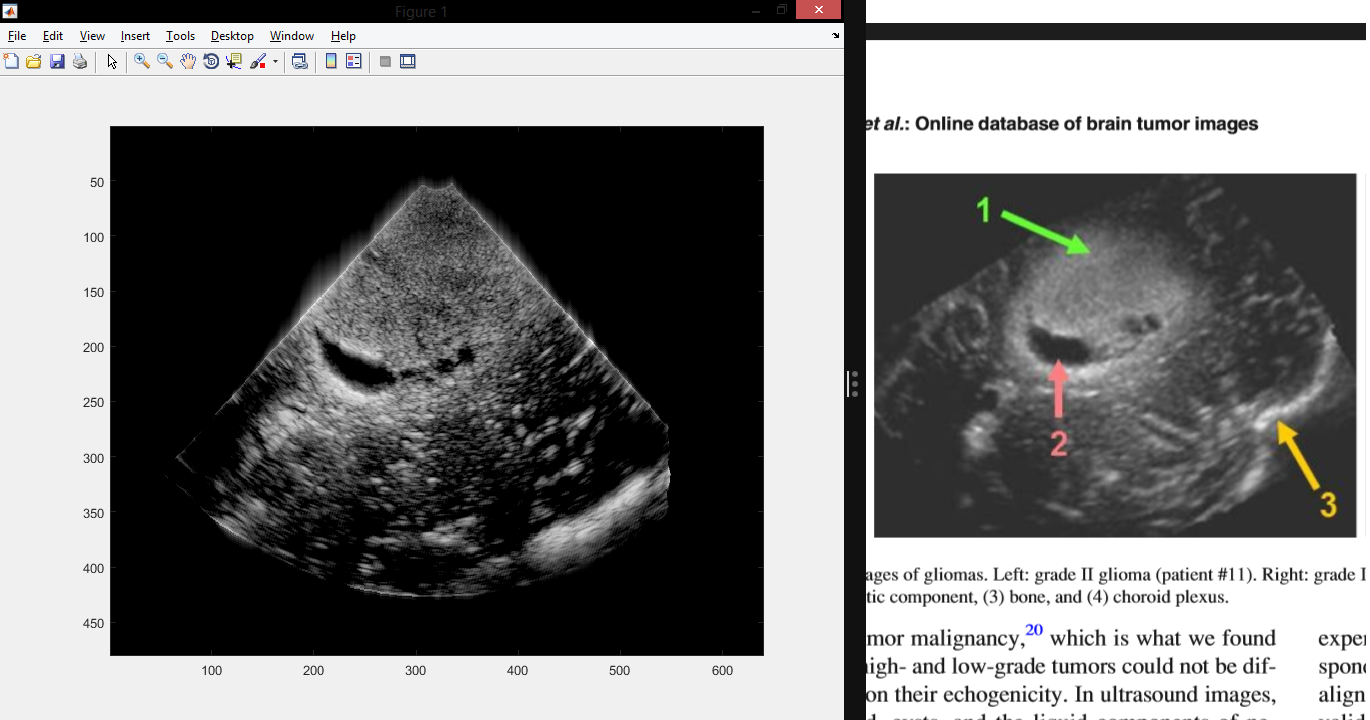 Figure 1
File Edit View Insert Tools Desktop Window Help
50
100
150
200
250
300
350
400
450
100 200 300 400 500 600
et al.: Online database of brain tumor images
1
2
3
ages of gliomas. Left: grade II glioma (patient #11). Right: grade I
tic component, (3) bone, and (4) choroid plexus.
mor malignancy,20 which is what we found
igh- and low-grade tumors could not be dif-
on their echogenicity. In ultrasound images,
exper
spond
align